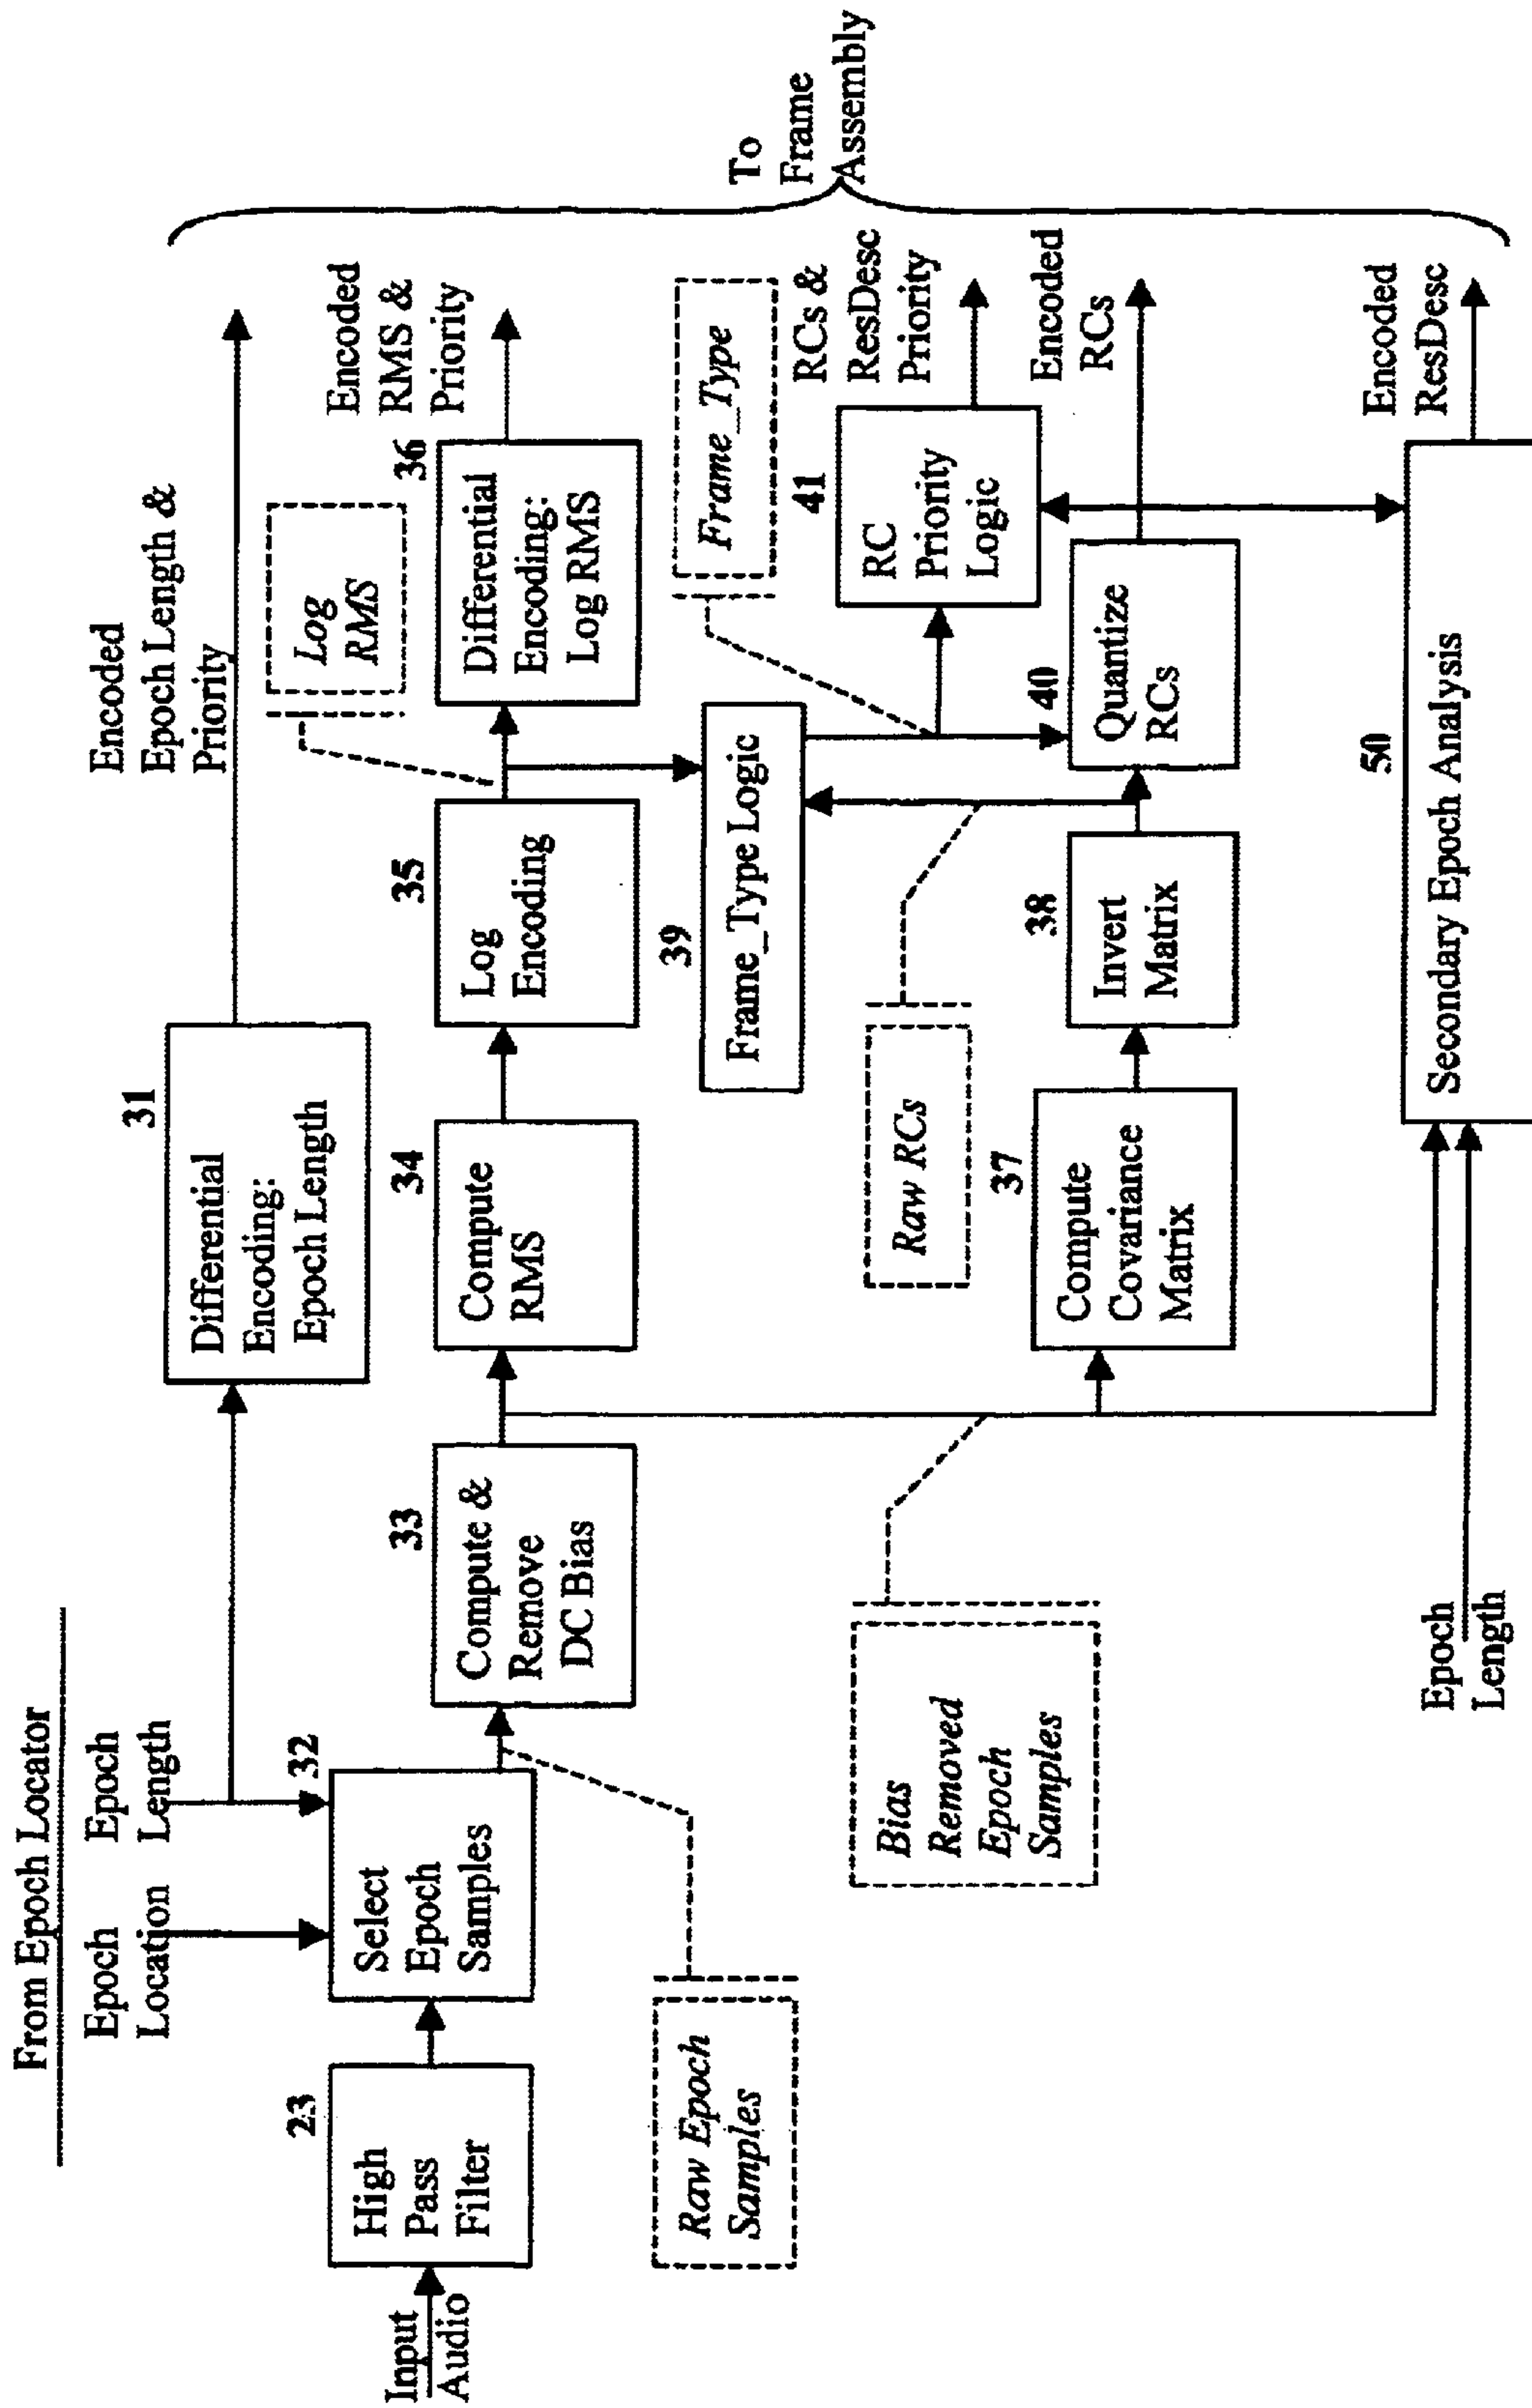 From Epoch Locator
Epoch
Location
Epoch
Length
Input
Audio
23
High
Pass
Filter
32
Select
Epoch
Samples
Raw Epoch
Samples
31
Differential
Encoding:
Epoch Length
Encoded
Epoch Length &
Priority
33
Compute &
Remove
DC Bias
34
Compute
RMS
35
Log
Encoding
Log
RMS
36
Differential
Encoding:
Log RMS
Encoded
RMS &
Priority
39
Frame_Type Logic
Frame_Type
41
RC
Priority
Logic
RCs &
ResDesc
Priority
Bias
Removed
Epoch
Samples
Raw RCs
37
Compute
Covariance
Matrix
38
Invert
Matrix
40
Quantize
RCs
Encoded
RCs
Epoch
Length
50
Secondary Epoch Analysis
Encoded
ResDesc
To
Frame
Assembly